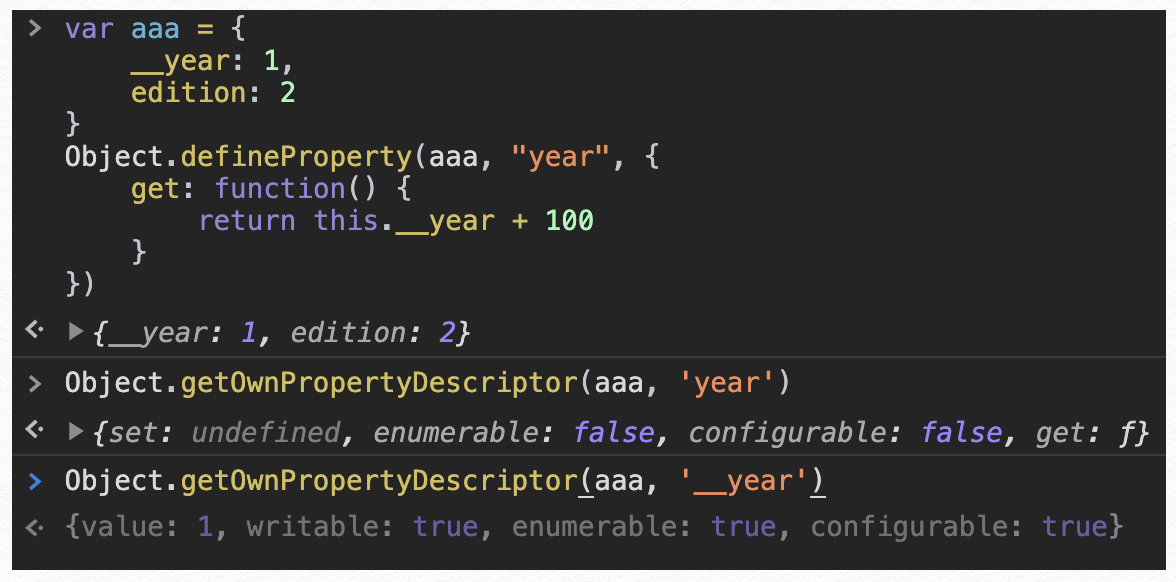 > var aaa = {
    __year: 1,
    edition: 2
}
Object.defineProperty(aaa, "year", {
    get: function() {
        return this.__year + 100
    }
})
<· ▶{__year: 1, edition: 2}
> Object.getOwnPropertyDescriptor(aaa, 'year')
<· ▶{set: undefined, enumerable: false, configurable: false, get: ƒ}
> Object.getOwnPropertyDescriptor(aaa, '__year')
<· {value: 1, writable: true, enumerable: true, configurable: true}